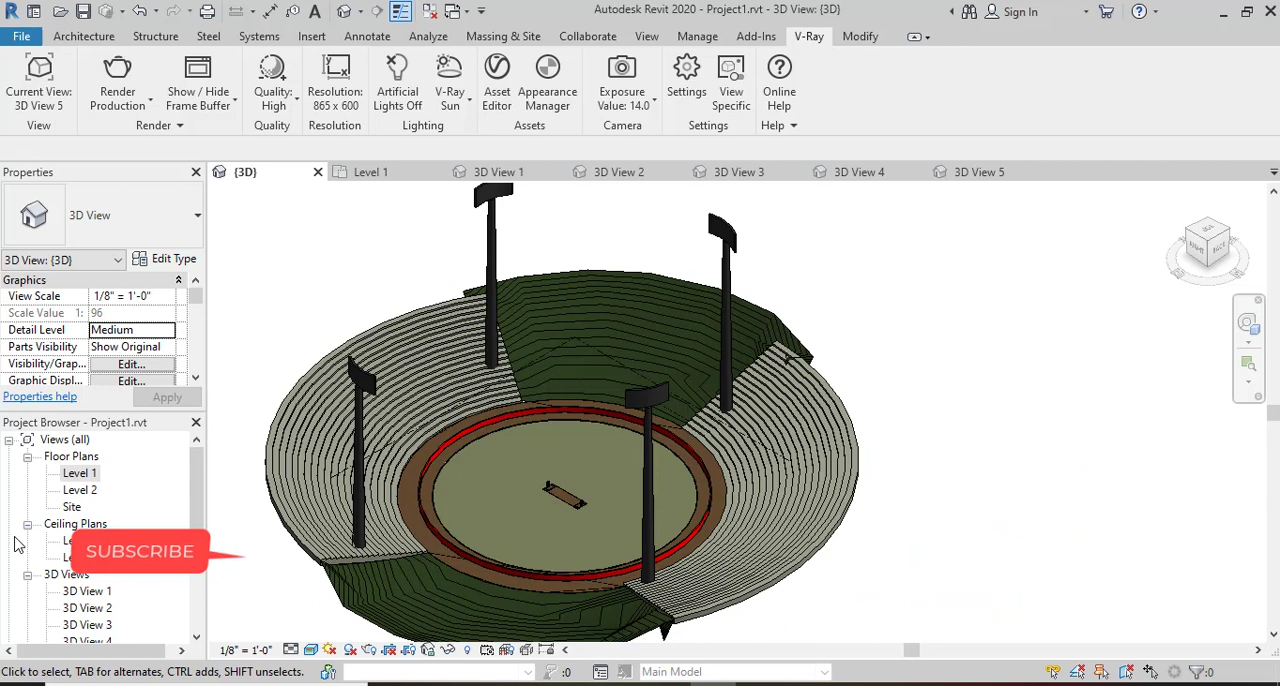 Autodesk Revit 2020 - Project1.rvt - 3D View: {3D}
Sign In
File Architecture Structure Steel Systems Insert Annotate Analyze Massing & Site Collaborate View Manage Add-Ins V-Ray Modify
Current View:
3D View 5
Render
Production
Show / Hide
Frame Buffer
Quality:
High
Resolution:
865 x 600
Artificial
Lights Off
V-Ray
Sun
Asset
Editor
Appearance
Manager
Exposure
Value: 14.0
Settings
View
Specific
Online
Help
View Render Quality Resolution Lighting Assets Camera Settings Help
Properties
{3D} Level 1 3D View 1 3D View 2 3D View 3 3D View 4 3D View 5
3D View
3D View: {3D} Edit Type
Graphics
View Scale 1/8" = 1'-0"
Scale Value 1: 96
Detail Level Medium
Parts Visibility Show Original
Visibility/Grap... Edit...
Graphic Displ... Edit...
Properties help Apply
Project Browser - Project1.rvt
Views (all)
Floor Plans
Level 1
Level 2
Site
Ceiling Plans
SUBSCRIBE
3D Views
3D View 1
3D View 2
3D View 3
3D View 4
RIGHT BACK
1/8" = 1'-0"
Click to select, TAB for alternates, CTRL adds, SHIFT unselects. :0 Main Model :0